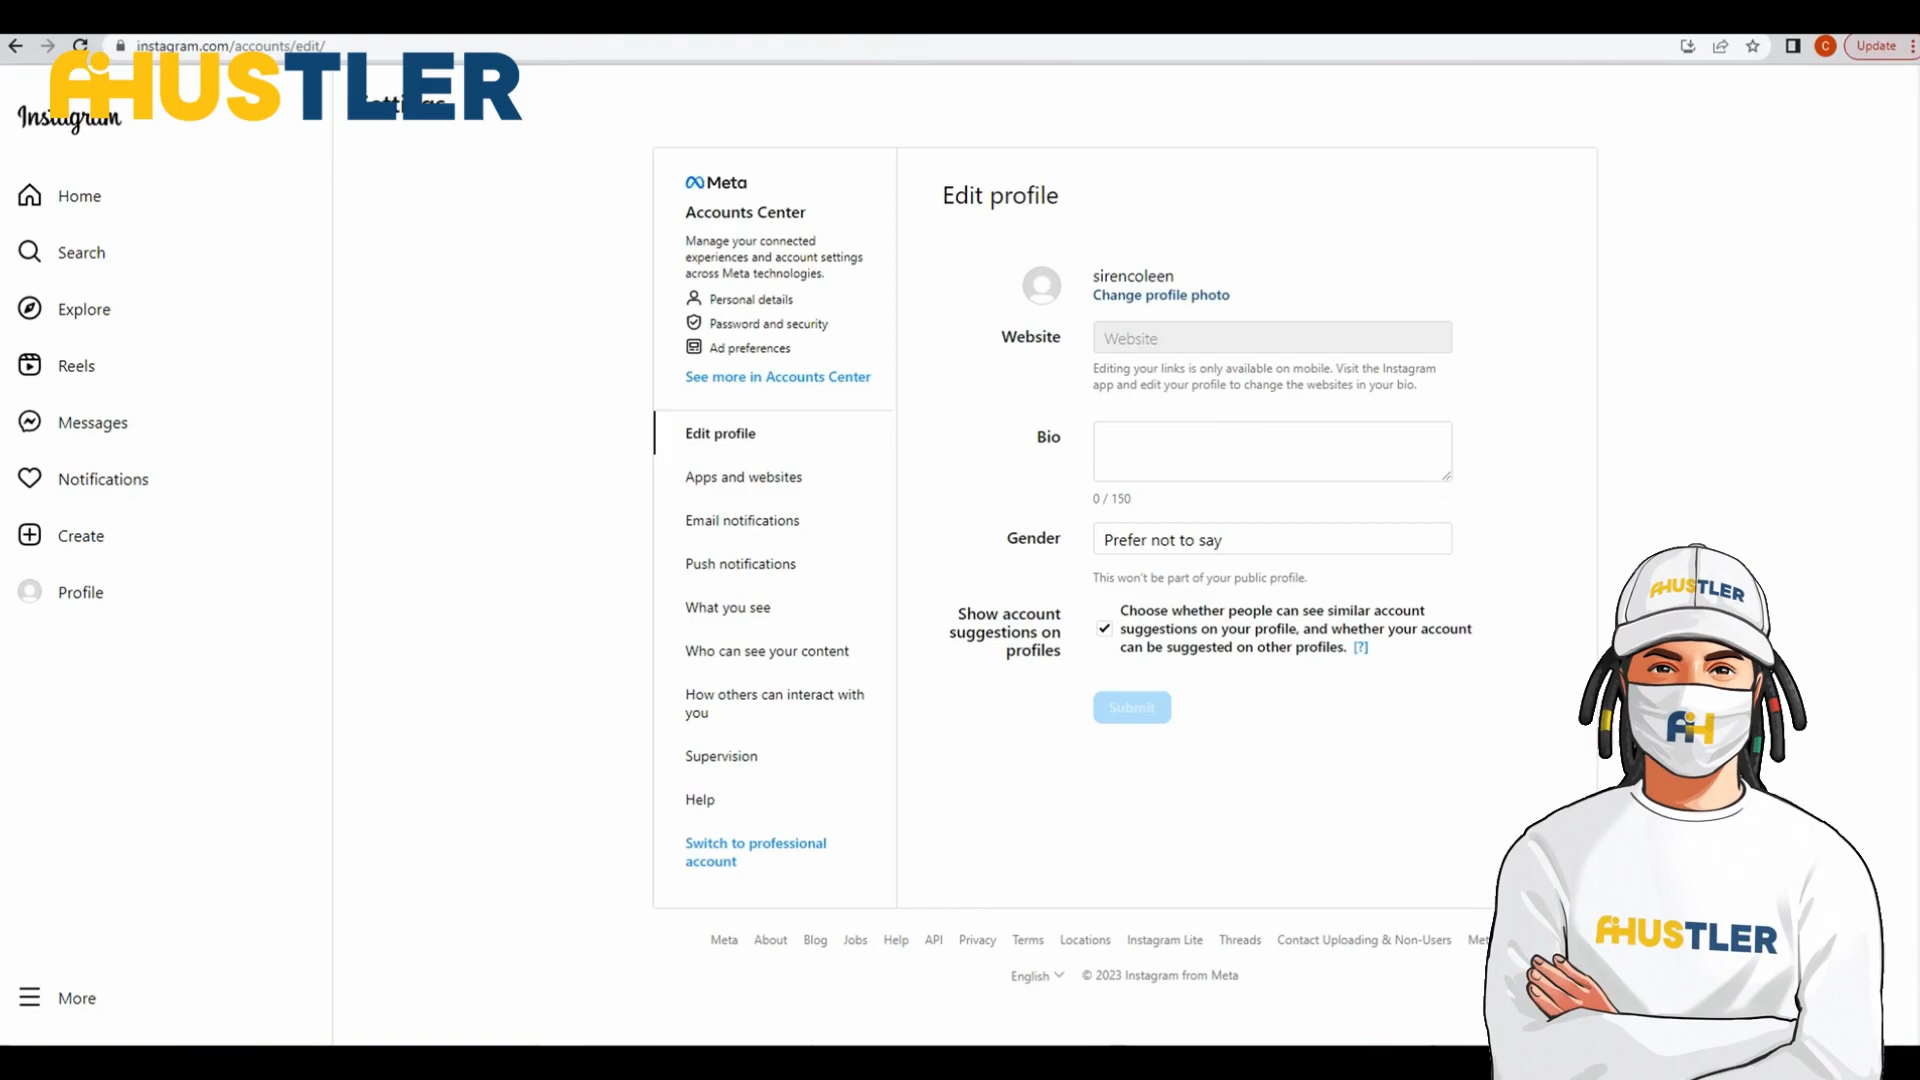 instagram.com/accounts/edit/
C
Update
AiHUSTLER
Instagram
Settings
Home
Search
Explore
Reels
Messages
Notifications
Create
Profile
More
Meta
Accounts Center
Manage your connected
experiences and account settings
across Meta technologies.
Personal details
Password and security
Ad preferences
See more in Accounts Center
Edit profile
Apps and websites
Email notifications
Push notifications
What you see
Who can see your content
How others can interact with
you
Supervision
Help
Switch to professional
account
Edit profile
sirencoleen
Change profile photo
Website
Website
Editing your links is only available on mobile. Visit the Instagram
app and edit your profile to change the websites in your bio.
Bio
0 / 150
Gender
Prefer not to say
This won't be part of your public profile.
Show account
suggestions on
profiles
Choose whether people can see similar account
suggestions on your profile, and whether your account
can be suggested on other profiles. [?]
Submit
Meta About Blog Jobs Help API Privacy Terms Locations Instagram Lite Threads Contact Uploading & Non-Users
English © 2023 Instagram from Meta
AiHUSTLER
AiH
AiHUSTLER